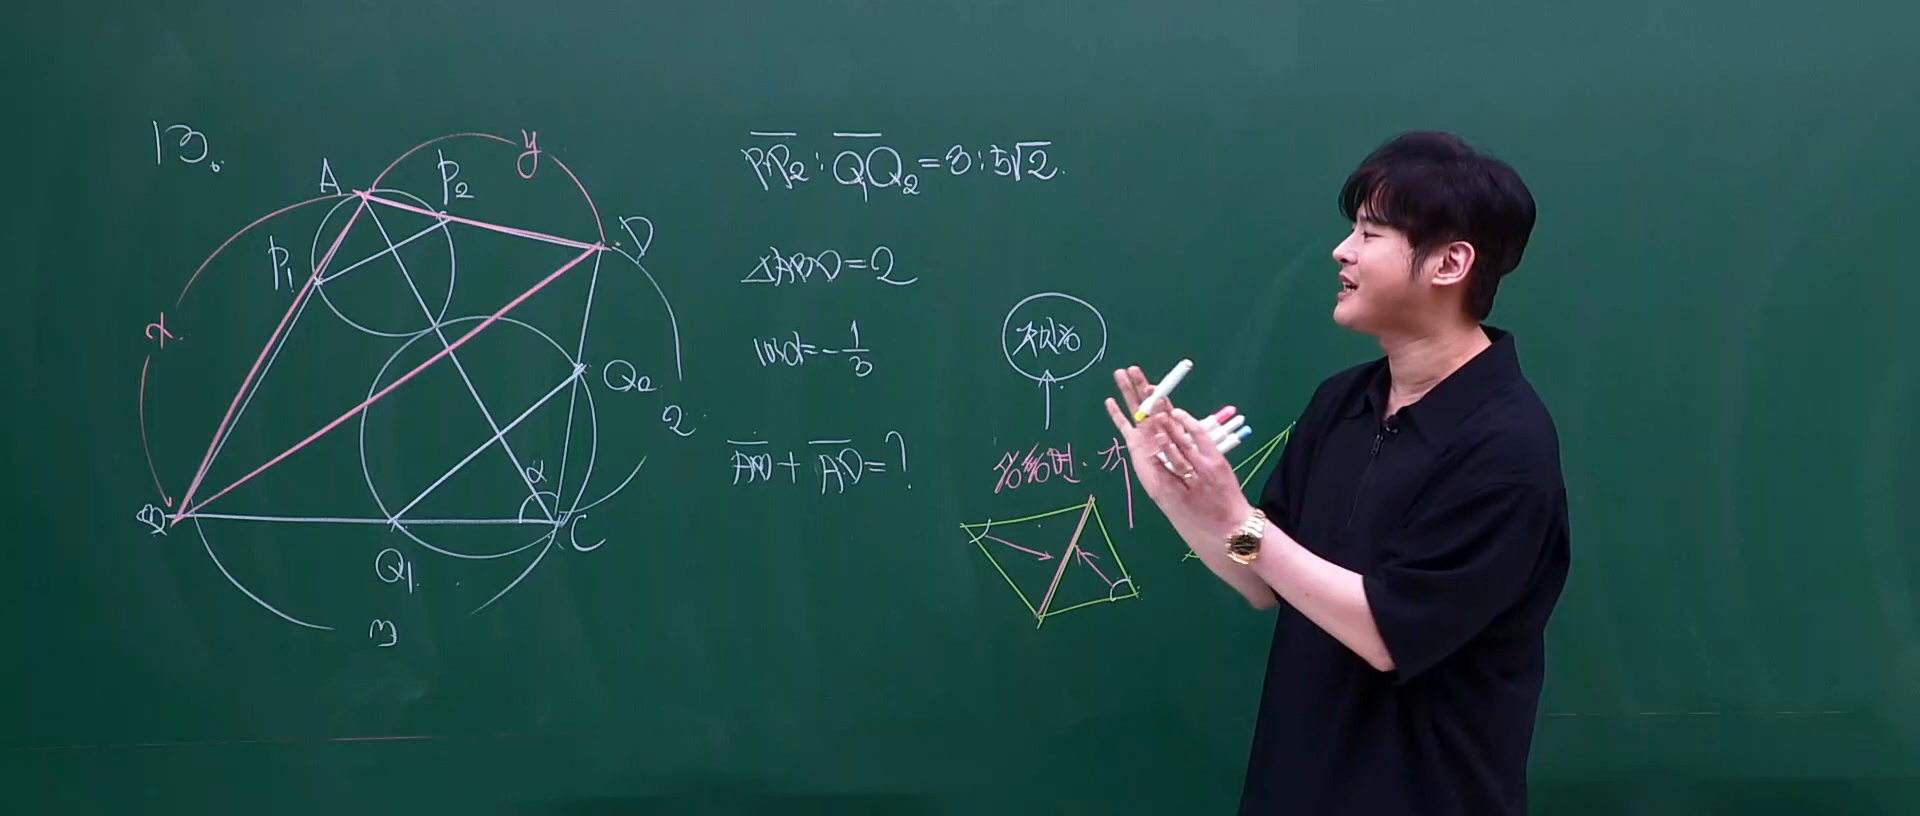 13.
A
P₂
y
D
P₁
x
Q₂
2
α
B
C
Q₁
3
P₁P₂ : Q₁Q₂ = 3 : 5√2.
△ABD = 2
cosα = -1/3
AB + AD = ?